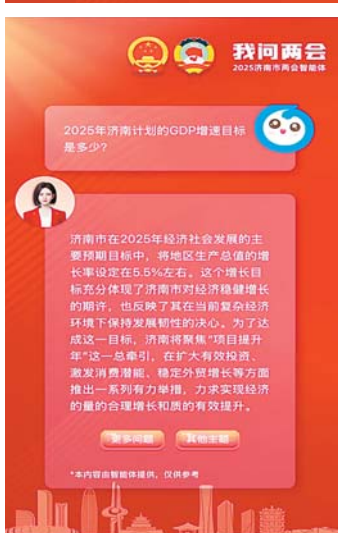 我问两会
2025济南市两会智能体
2025年济南计划的GDP增速目标
是多少？
济南市在2025年经济社会发展的主
要预期目标中，将地区生产总值的增
长率设定在5.5%左右。这个增长目
标充分体现了济南市对经济稳健增长
的期许，也反映了其在当前复杂经济
环境下保持发展韧性的决心。为了达
成这一目标，济南将聚焦“项目提升
年”这一总牵引，在扩大有效投资、
激发消费潜能、稳定外贸增长等方面
推出一系列有力举措，力求实现经济
的量的合理增长和质的有效提升。
更多问题 其他主题
*本内容由智能体提供，仅供参考